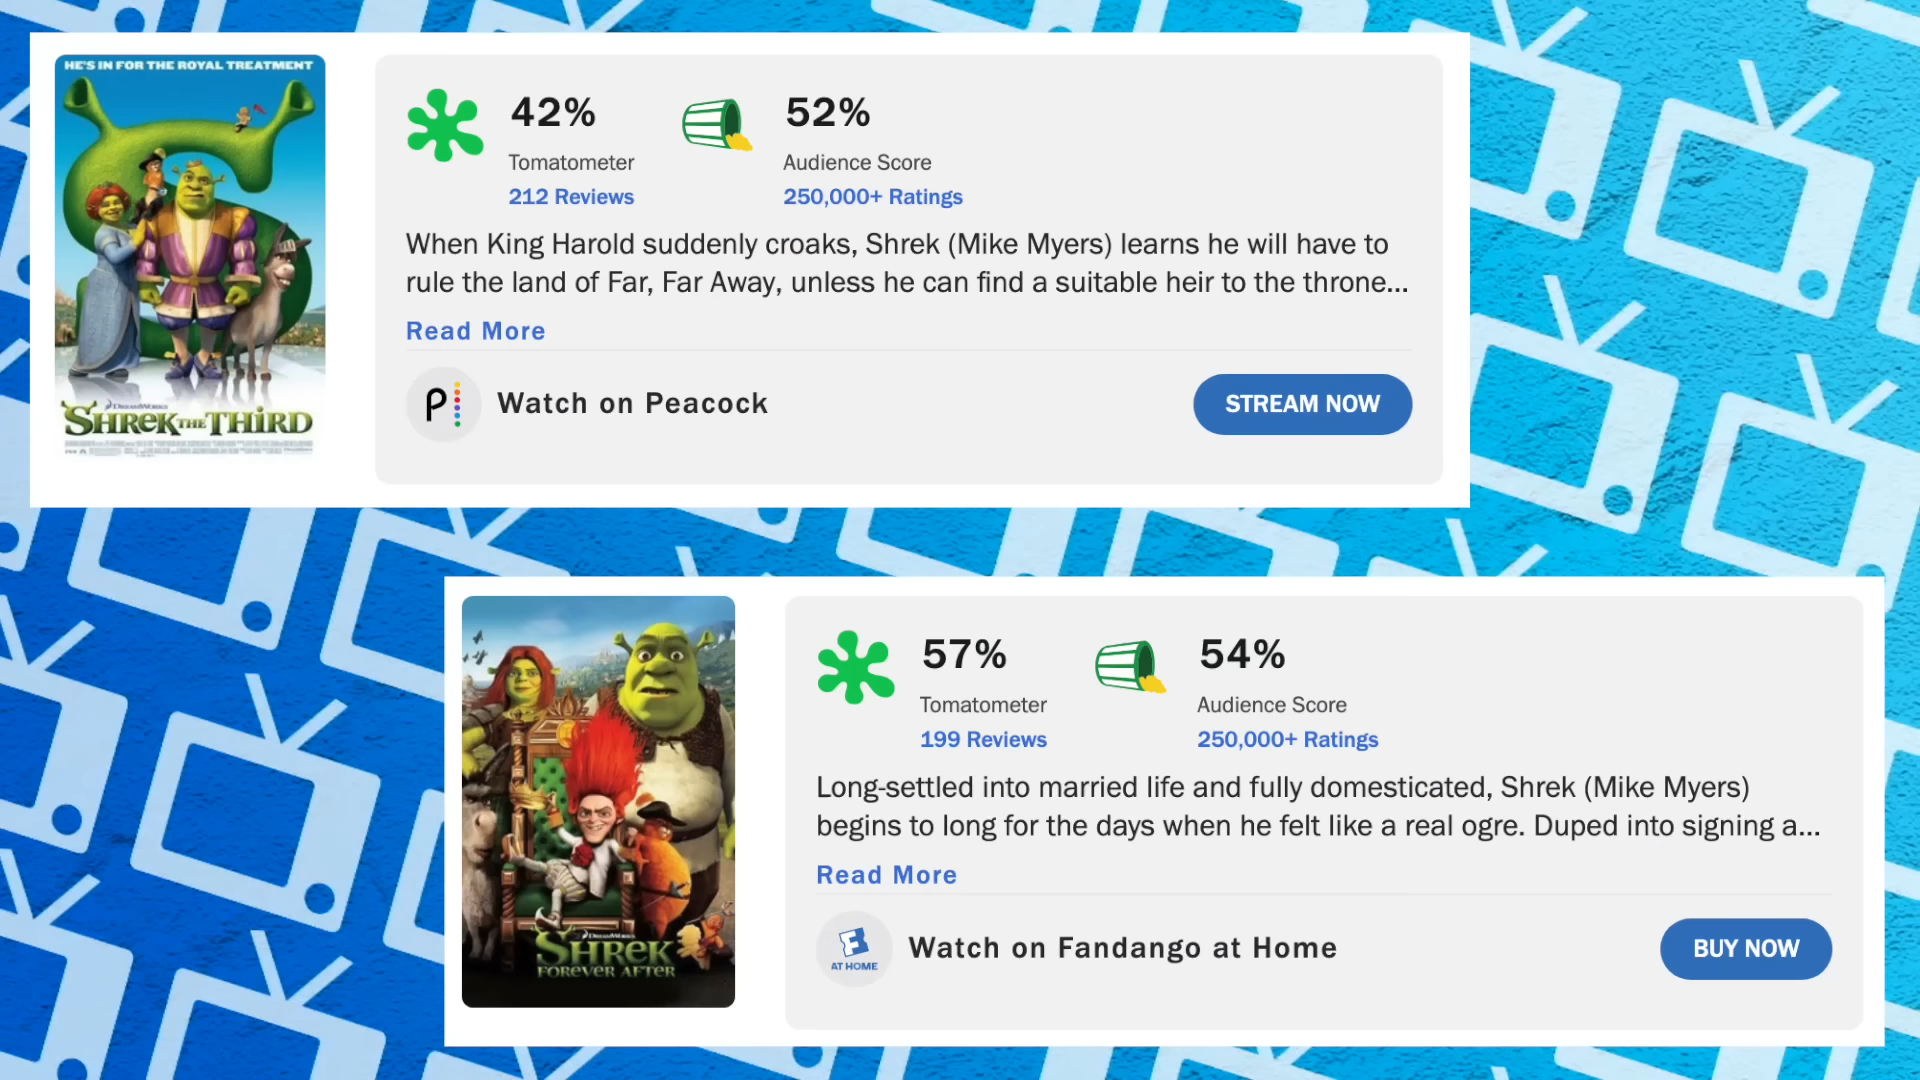 HE'S IN FOR THE ROYAL TREATMENT
DREAMWORKS
SHREK THE THIRD
42%
Tomatometer
212 Reviews
52%
Audience Score
250,000+ Ratings
When King Harold suddenly croaks, Shrek (Mike Myers) learns he will have to
rule the land of Far, Far Away, unless he can find a suitable heir to the throne...
Read More
P
Watch on Peacock
STREAM NOW
DREAMWORKS
SHREK
FOREVER AFTER
57%
Tomatometer
199 Reviews
54%
Audience Score
250,000+ Ratings
Long-settled into married life and fully domesticated, Shrek (Mike Myers)
begins to long for the days when he felt like a real ogre. Duped into signing a...
Read More
F
AT HOME
Watch on Fandango at Home
BUY NOW